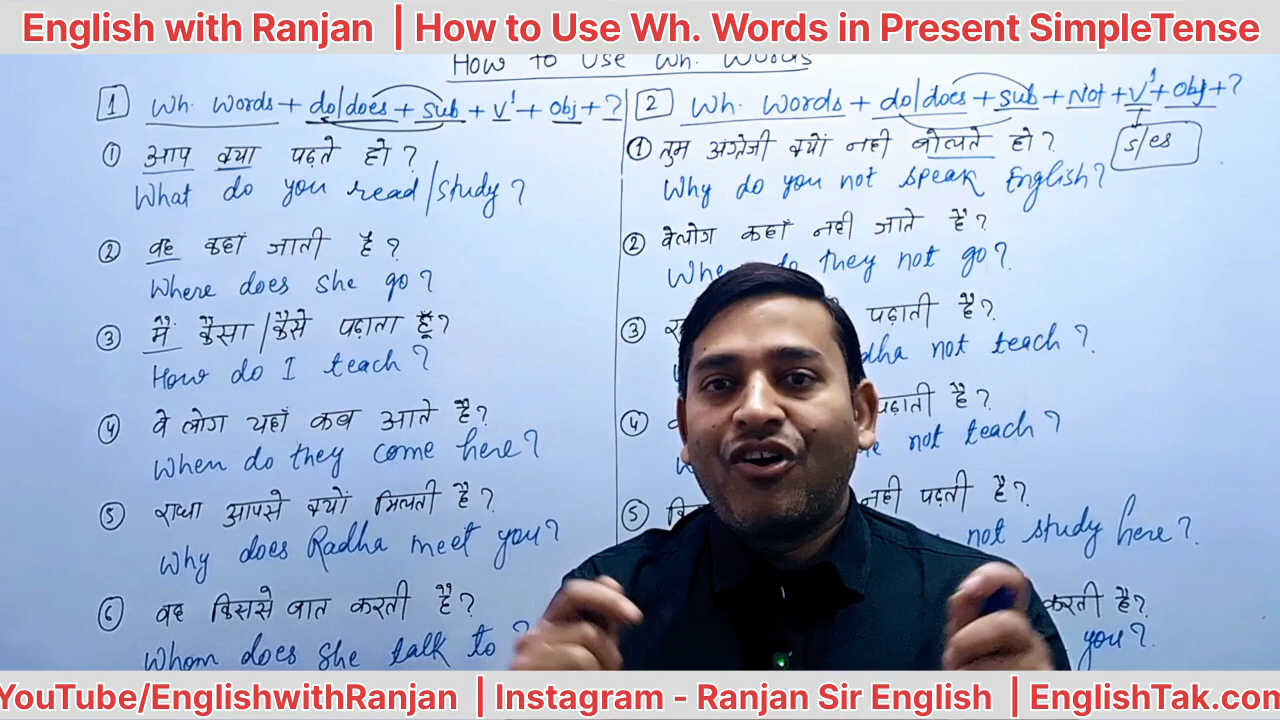 English with Ranjan | How to Use Wh. Words in Present SimpleTense
How to Use Wh. Words
1 Wh. Words + do/does + sub + V¹ + Obj + ?
① आप क्या पढ़ते हो ?
What do you read/study ?
② वह कहां जाती है ?
Where does she go ?
③ मैं कैसा/कैसे पढ़ाता हूँ ?
How do I teach ?
④ वे लोग यहां कब आते है ?
When do they come here ?
⑤ राधा आपसे क्यों मिलती है ?
Why does Radha meet you ?
⑥ वह किससे बात करती है ?
Whom does she talk to ?
2 Wh. Words + do/does + sub + Not + V¹ + Obj + ?
s/es
① तुम अंग्रेजी क्यों नही बोलते हो ?
Why do you not speak English ?
② वेलोग कहाँ नही जाते है ?
they not go ?
③ पढ़ाती है ?
not teach ?
④ पढ़ाती है ?
not teach ?
⑤ नही पढ़ती है ?
not study here ?
करती है ?
you ?
YouTube/EnglishwithRanjan | Instagram - Ranjan Sir English | EnglishTak.com